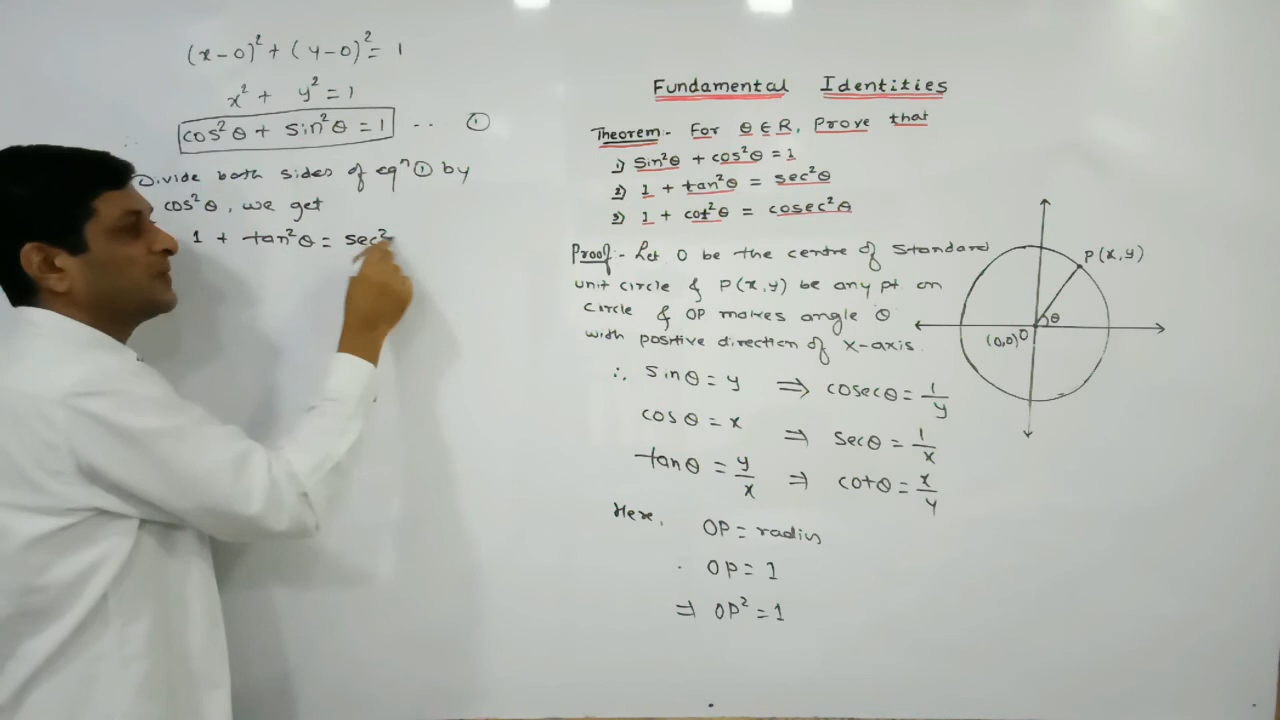 (x-0)² + (y-0)² = 1
x² + y² = 1
cos²θ + sin²θ = 1 .. ①
Divide both sides of eqⁿ ① by
cos²θ, we get
1 + tan²θ = sec²
Fundamental Identities
Theorem:- For θ ∈ R, Prove that
1) sin²θ + cos²θ = 1
2) 1 + tan²θ = sec²θ
3) 1 + cot²θ = cosec²θ
Proof:- Let O be the centre of Standard
unit circle & P(x,y) be any pt on
circle & OP makes angle θ
with positive direction of X-axis.
∴ sinθ = y ⇒ cosecθ = 1/y
cosθ = x ⇒ secθ = 1/x
tanθ = y/x ⇒ cotθ = x/y
Here, OP = radius
OP = 1
⇒ OP² = 1
P(x,y)
θ
(0,0) O